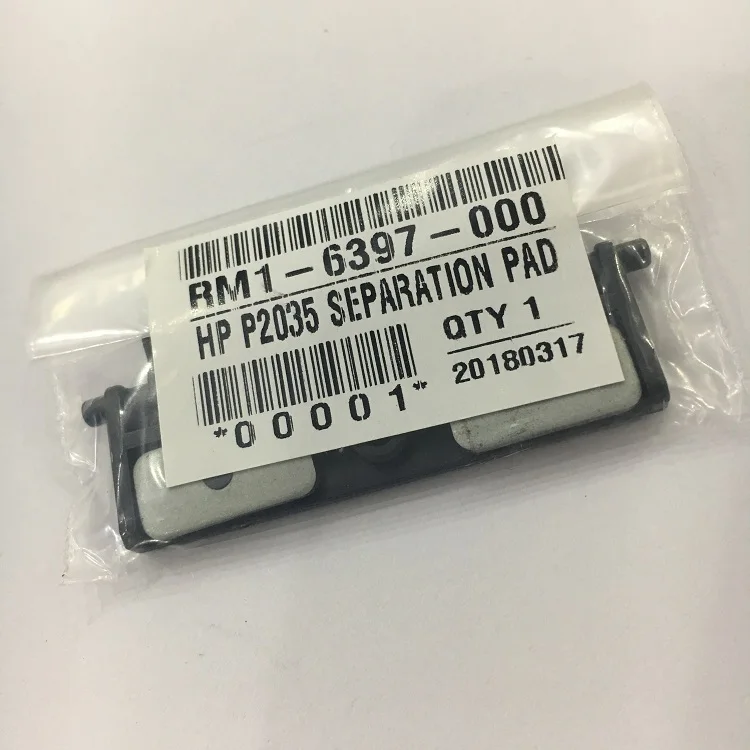 RM1-6397-000
HP P2035 SEPARATION PAD
QTY 1
*00001*
20180317